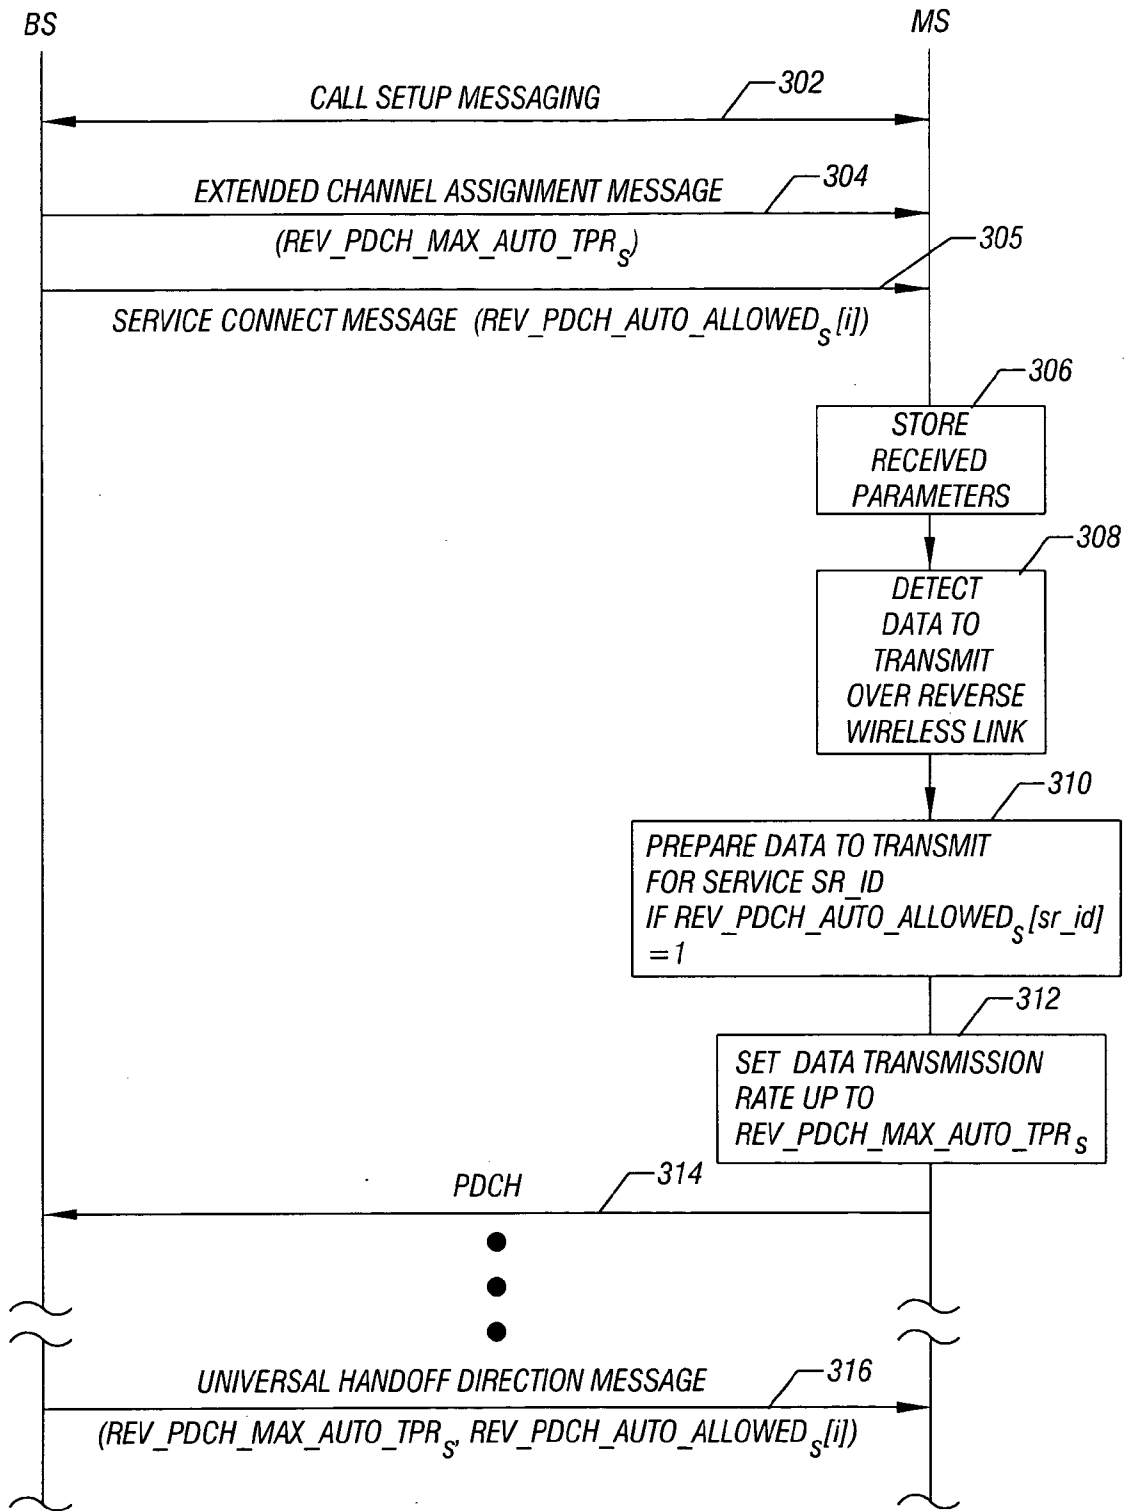 BS
MS
302
CALL SETUP MESSAGING
304
EXTENDED CHANNEL ASSIGNMENT MESSAGE
(REV_PDCH_MAX_AUTO_TPRS)
305
SERVICE CONNECT MESSAGE (REV_PDCH_AUTO_ALLOWEDS[i])
306
STORE
RECEIVED
PARAMETERS
308
DETECT
DATA TO
TRANSMIT
OVER REVERSE
WIRELESS LINK
310
PREPARE DATA TO TRANSMIT
FOR SERVICE SR_ID
IF REV_PDCH_AUTO_ALLOWEDS[sr_id]
=1
312
SET DATA TRANSMISSION
RATE UP TO
REV_PDCH_MAX_AUTO_TPRS
314
PDCH
316
UNIVERSAL HANDOFF DIRECTION MESSAGE
(REV_PDCH_MAX_AUTO_TPRS, REV_PDCH_AUTO_ALLOWEDS[i])